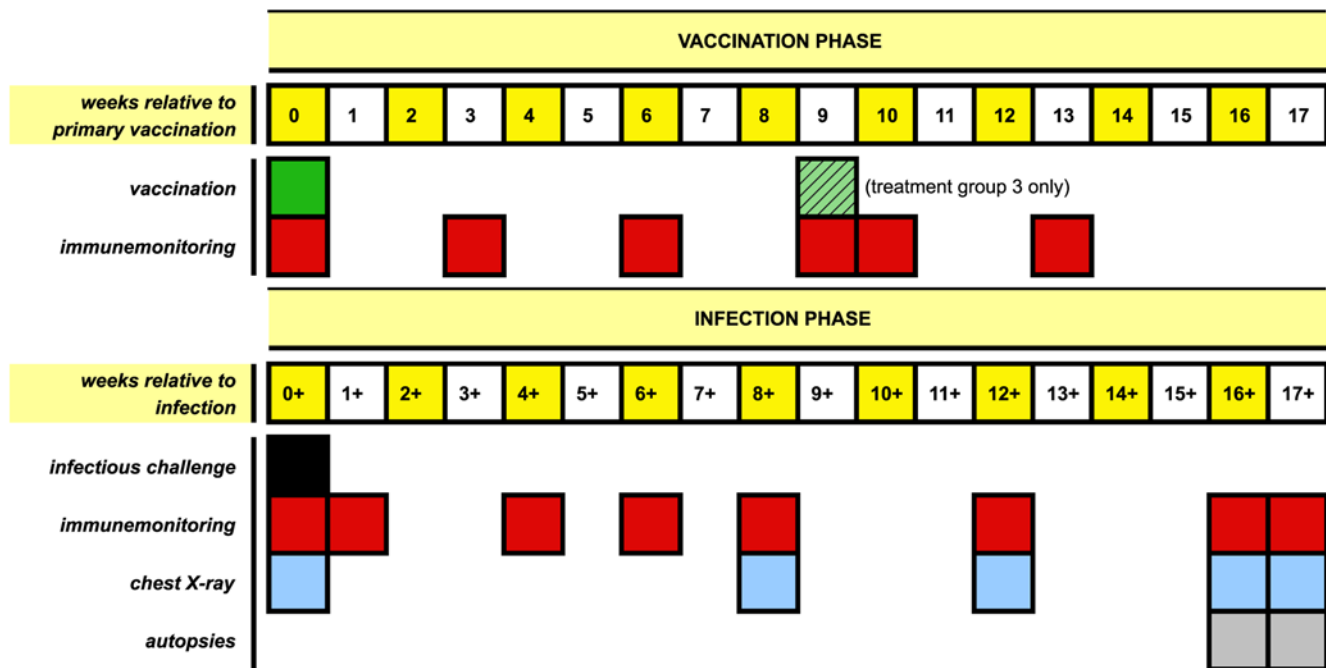 VACCINATION PHASE
weeks relative to
primary vaccination
0 1 2 3 4 5 6 7 8 9 10 11 12 13 14 15 16 17
vaccination
(treatment group 3 only)
immunemonitoring
INFECTION PHASE
weeks relative to
infection
0+ 1+ 2+ 3+ 4+ 5+ 6+ 7+ 8+ 9+ 10+ 11+ 12+ 13+ 14+ 15+ 16+ 17+
infectious challenge
immunemonitoring
chest X-ray
autopsies